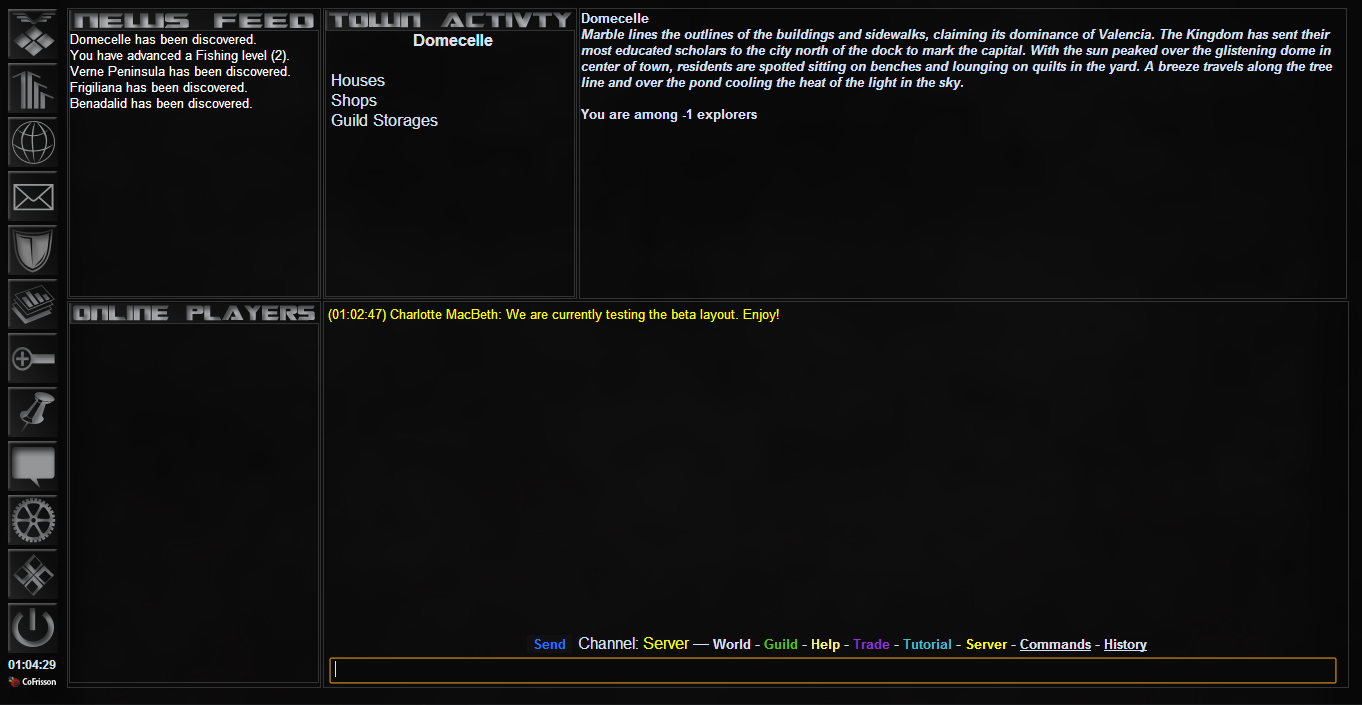 NEWS FEED
Domecelle has been discovered.
You have advanced a Fishing level (2).
Verne Peninsula has been discovered.
Frigiliana has been discovered.
Benadalid has been discovered.
TOWN ACTIVTY
Domecelle
Houses
Shops
Guild Storages
Domecelle
Marble lines the outlines of the buildings and sidewalks, claiming its dominance of Valencia. The Kingdom has sent their
most educated scholars to the city north of the dock to mark the capital. With the sun peaked over the glistening dome in
center of town, residents are spotted sitting on benches and lounging on quilts in the yard. A breeze travels along the tree
line and over the pond cooling the heat of the light in the sky.
You are among -1 explorers
ONLINE PLAYERS
(01:02:47) Charlotte MacBeth: We are currently testing the beta layout. Enjoy!
Send Channel: Server — World - Guild - Help - Trade - Tutorial - Server - Commands - History
01:04:29
CoFrisson